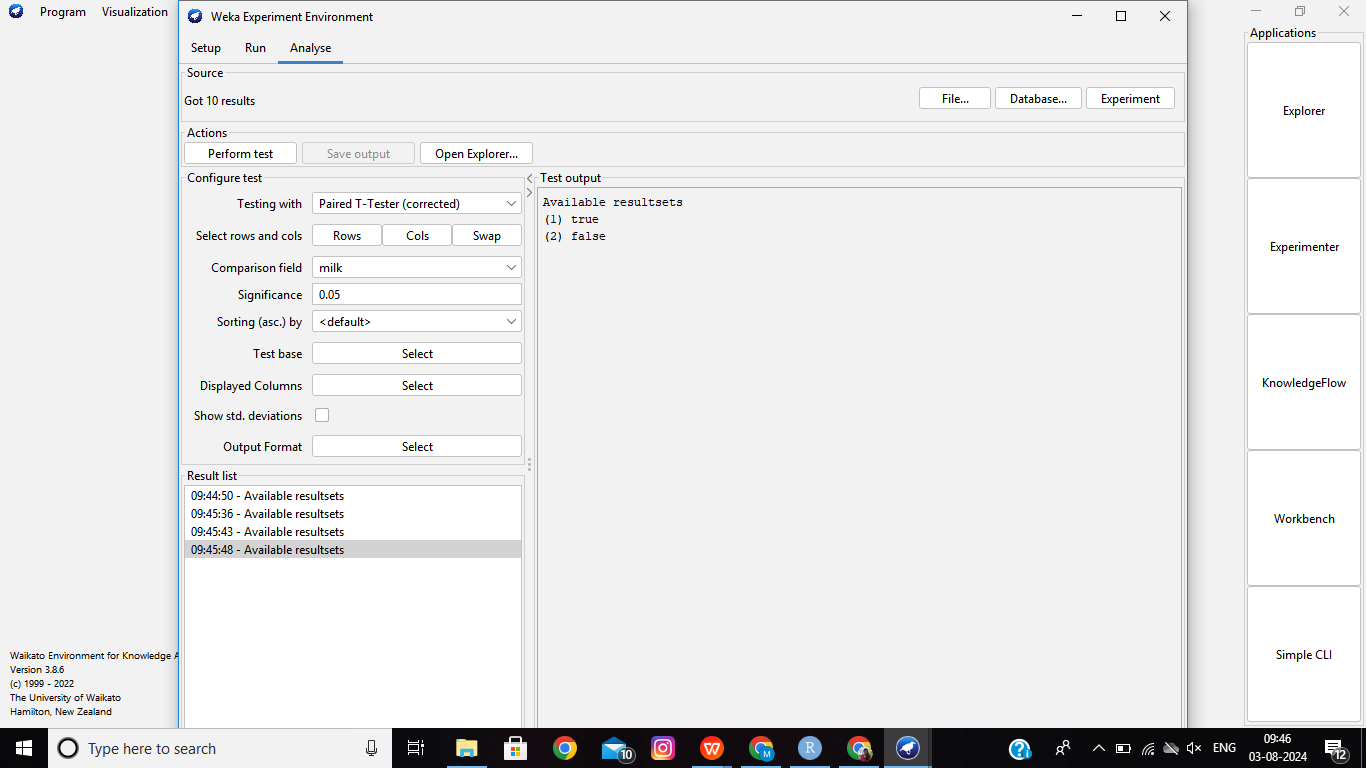 Program Visualization
Weka Experiment Environment
Setup Run Analyse
Source
Got 10 results
File... Database... Experiment
Actions
Perform test Save output Open Explorer...
Configure test
Testing with Paired T-Tester (corrected)
Select rows and cols Rows Cols Swap
Comparison field milk
Significance 0.05
Sorting (asc.) by <default>
Test base Select
Displayed Columns Select
Show std. deviations
Output Format Select
Result list
09:44:50 - Available resultsets
09:45:36 - Available resultsets
09:45:43 - Available resultsets
09:45:48 - Available resultsets
Test output
Available resultsets
(1) true
(2) false
Applications
Explorer
Experimenter
KnowledgeFlow
Workbench
Simple CLI
Waikato Environment for Knowledge A
Version 3.8.6
(c) 1999 - 2022
The University of Waikato
Hamilton, New Zealand
Type here to search
10
W
M
R
ENG
09:46
03-08-2024
12